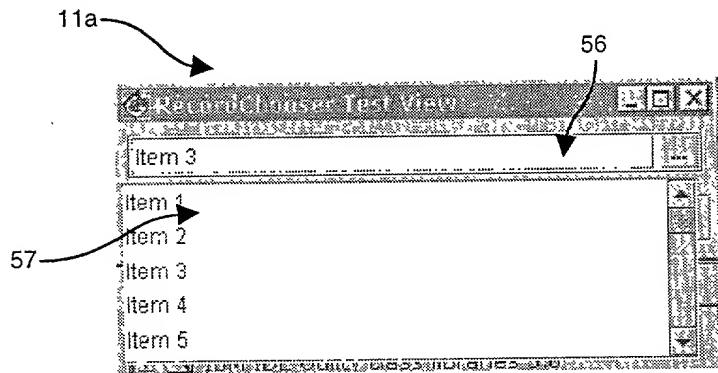 11a
56
RecordChooser Test View
Item 3
...
Item 1
Item 2
57
Item 3
Item 4
Item 5